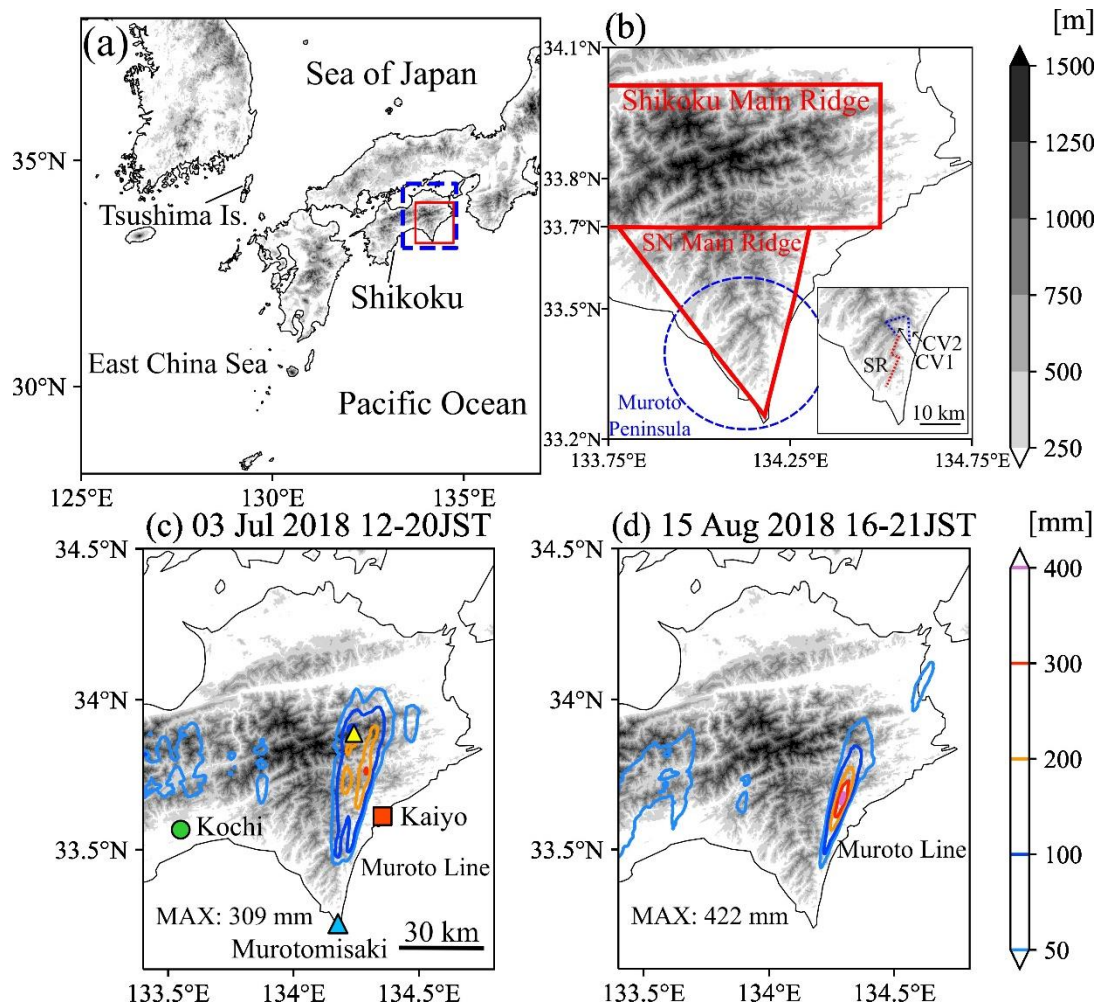 (a)
Sea of Japan
35°N
Tsushima Is.
Shikoku
East China Sea
30°N
Pacific Ocean
125°E 130°E 135°E
(b)
[m]
34.1°N
Shikoku Main Ridge
33.8°N
33.7°N
SN Main Ridge
33.5°N
CV2
SR CV1
Muroto
Peninsula
10 km
33.2°N
133.75°E 134.25°E 134.75°E
1500
1250
1000
750
500
250
(c) 03 Jul 2018 12-20JST
34.5°N
34°N
Kochi
Kaiyo
33.5°N
Muroto Line
MAX: 309 mm
Murotomisaki
30 km
133.5°E 134°E 134.5°E
(d) 15 Aug 2018 16-21JST
[mm]
34.5°N
34°N
33.5°N
Muroto Line
MAX: 422 mm
133.5°E 134°E 134.5°E
400
300
200
100
50